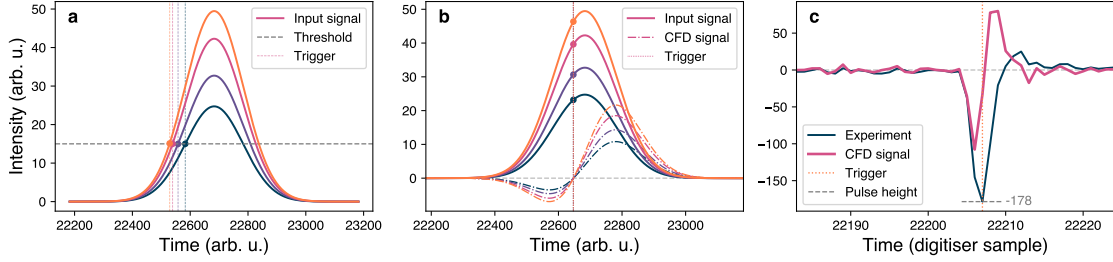 a
Input signal
Threshold
Trigger
Intensity (arb. u.)
50
40
30
20
10
0
22200 22400 22600 22800 23000
Time (arb. u.)
b
Input signal
CFD signal
Trigger
50
40
30
20
10
0
22200 22400 22600 22800 23000
Time (arb. u.)
c
Experiment
CFD signal
Trigger
Pulse height
50
0
−50
−100
−150
-178
22190 22200 22210 22220
Time (digitiser sample)